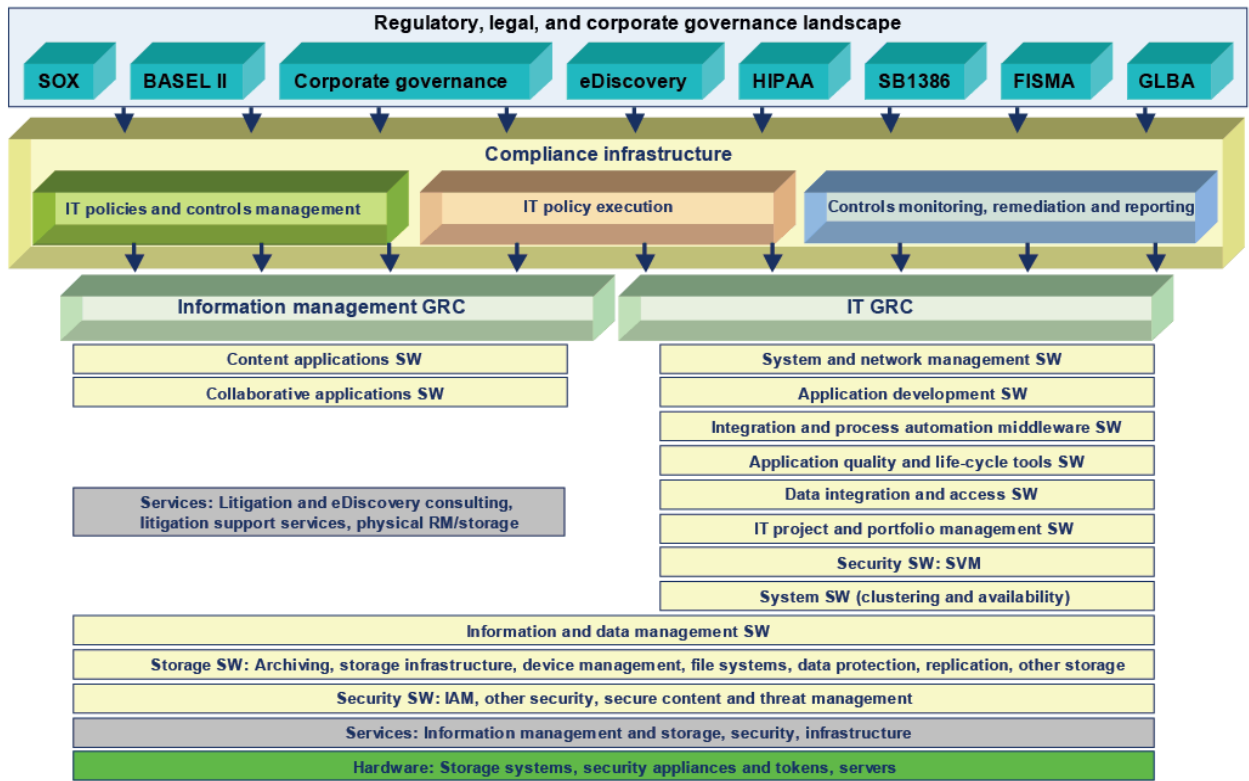 Regulatory, legal, and corporate governance landscape
SOX
BASEL II
Corporate governance
eDiscovery
HIPAA
SB1386
FISMA
GLBA
Compliance infrastructure
IT policies and controls management
IT policy execution
Controls monitoring, remediation and reporting
Information management GRC
IT GRC
Content applications SW
Collaborative applications SW
Services: Litigation and eDiscovery consulting,
litigation support services, physical RM/storage
System and network management SW
Application development SW
Integration and process automation middleware SW
Application quality and life-cycle tools SW
Data integration and access SW
IT project and portfolio management SW
Security SW: SVM
System SW (clustering and availability)
Information and data management SW
Storage SW: Archiving, storage infrastructure, device management, file systems, data protection, replication, other storage
Security SW: IAM, other security, secure content and threat management
Services: Information management and storage, security, infrastructure
Hardware: Storage systems, security appliances and tokens, servers